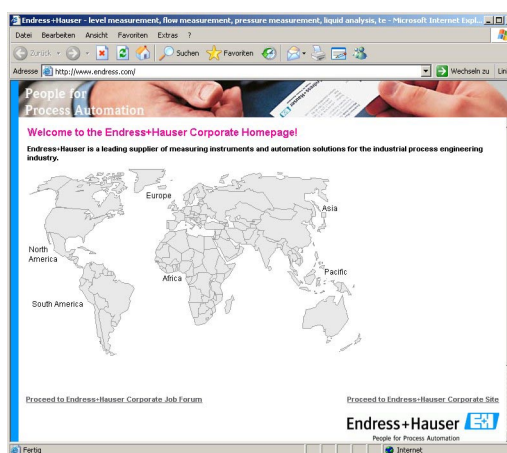 Endress+Hauser - level measurement, flow measurement, pressure measurement, liquid analysis, te - Microsoft Internet Expl...
Datei Bearbeiten Ansicht Favoriten Extras ?
Zurück Suchen Favoriten
Adresse http://www.endress.com/ Wechseln zu Lin
People for
Process Automation
Welcome to the Endress+Hauser Corporate Homepage!
Endress+Hauser is a leading supplier of measuring instruments and automation solutions for the industrial process engineering
industry.
Europe
Asia
North
America
Africa
Pacific
South America
Proceed to Endress+Hauser Corporate Job Forum Proceed to Endress+Hauser Corporate Site
Endress+Hauser EH
People for Process Automation
Fertig Internet